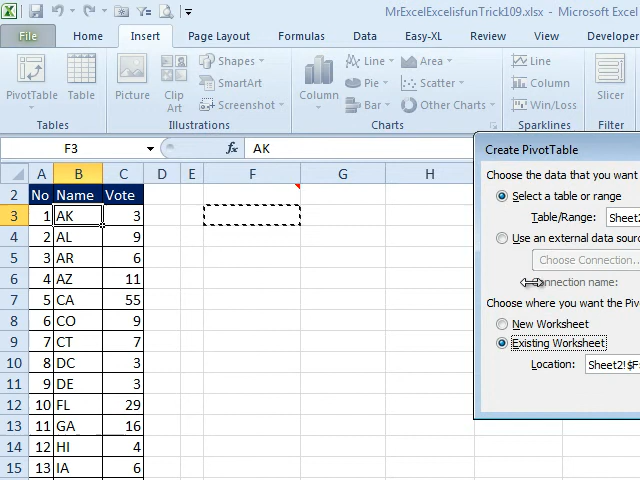 MrExcelExcelisfunTrick109.xlsx - Microsoft Excel
File Home Insert Page Layout Formulas Data Easy-XL Review View Developer
PivotTable Table Picture Clip Art Shapes SmartArt Screenshot Column Line Pie Bar Area Scatter Other Charts Line Column Win/Loss Slicer
Tables Illustrations Charts Sparklines Filter
F3 fx AK
A B C D E F G H
2 No Name Vote
3 1 AK 3
4 2 AL 9
5 3 AR 6
6 4 AZ 11
7 5 CA 55
8 6 CO 9
9 7 CT 7
10 8 DC 3
11 9 DE 3
12 10 FL 29
13 11 GA 16
14 12 HI 4
15 13 IA 6
Create PivotTable
Choose the data that you want
Select a table or range
Table/Range: Sheet2
Use an external data sourc
Choose Connection...
onnection name:
Choose where you want the Piv
New Worksheet
Existing Worksheet
Location: Sheet2!$F